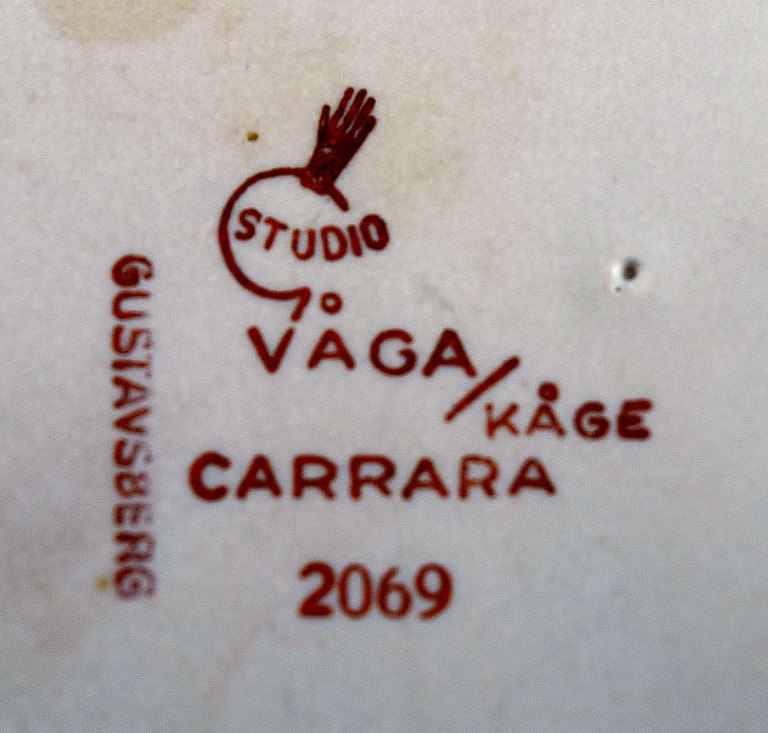 STUDIO
VÅGA/KÅGE
CARRARA
2069
GUSTAVSBERG